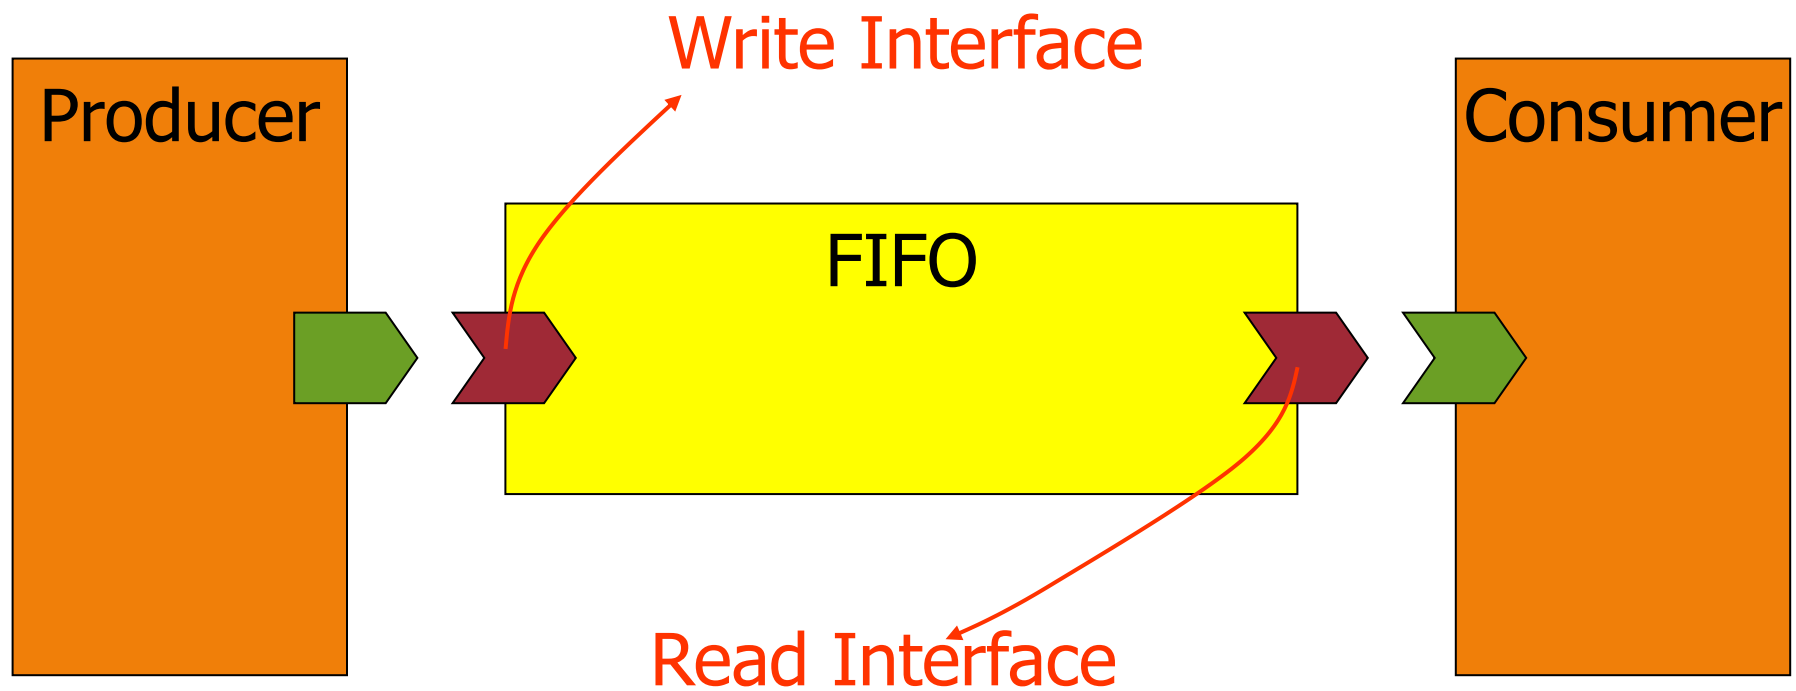 Write Interface
Producer
Consumer
FIFO
Read Interface